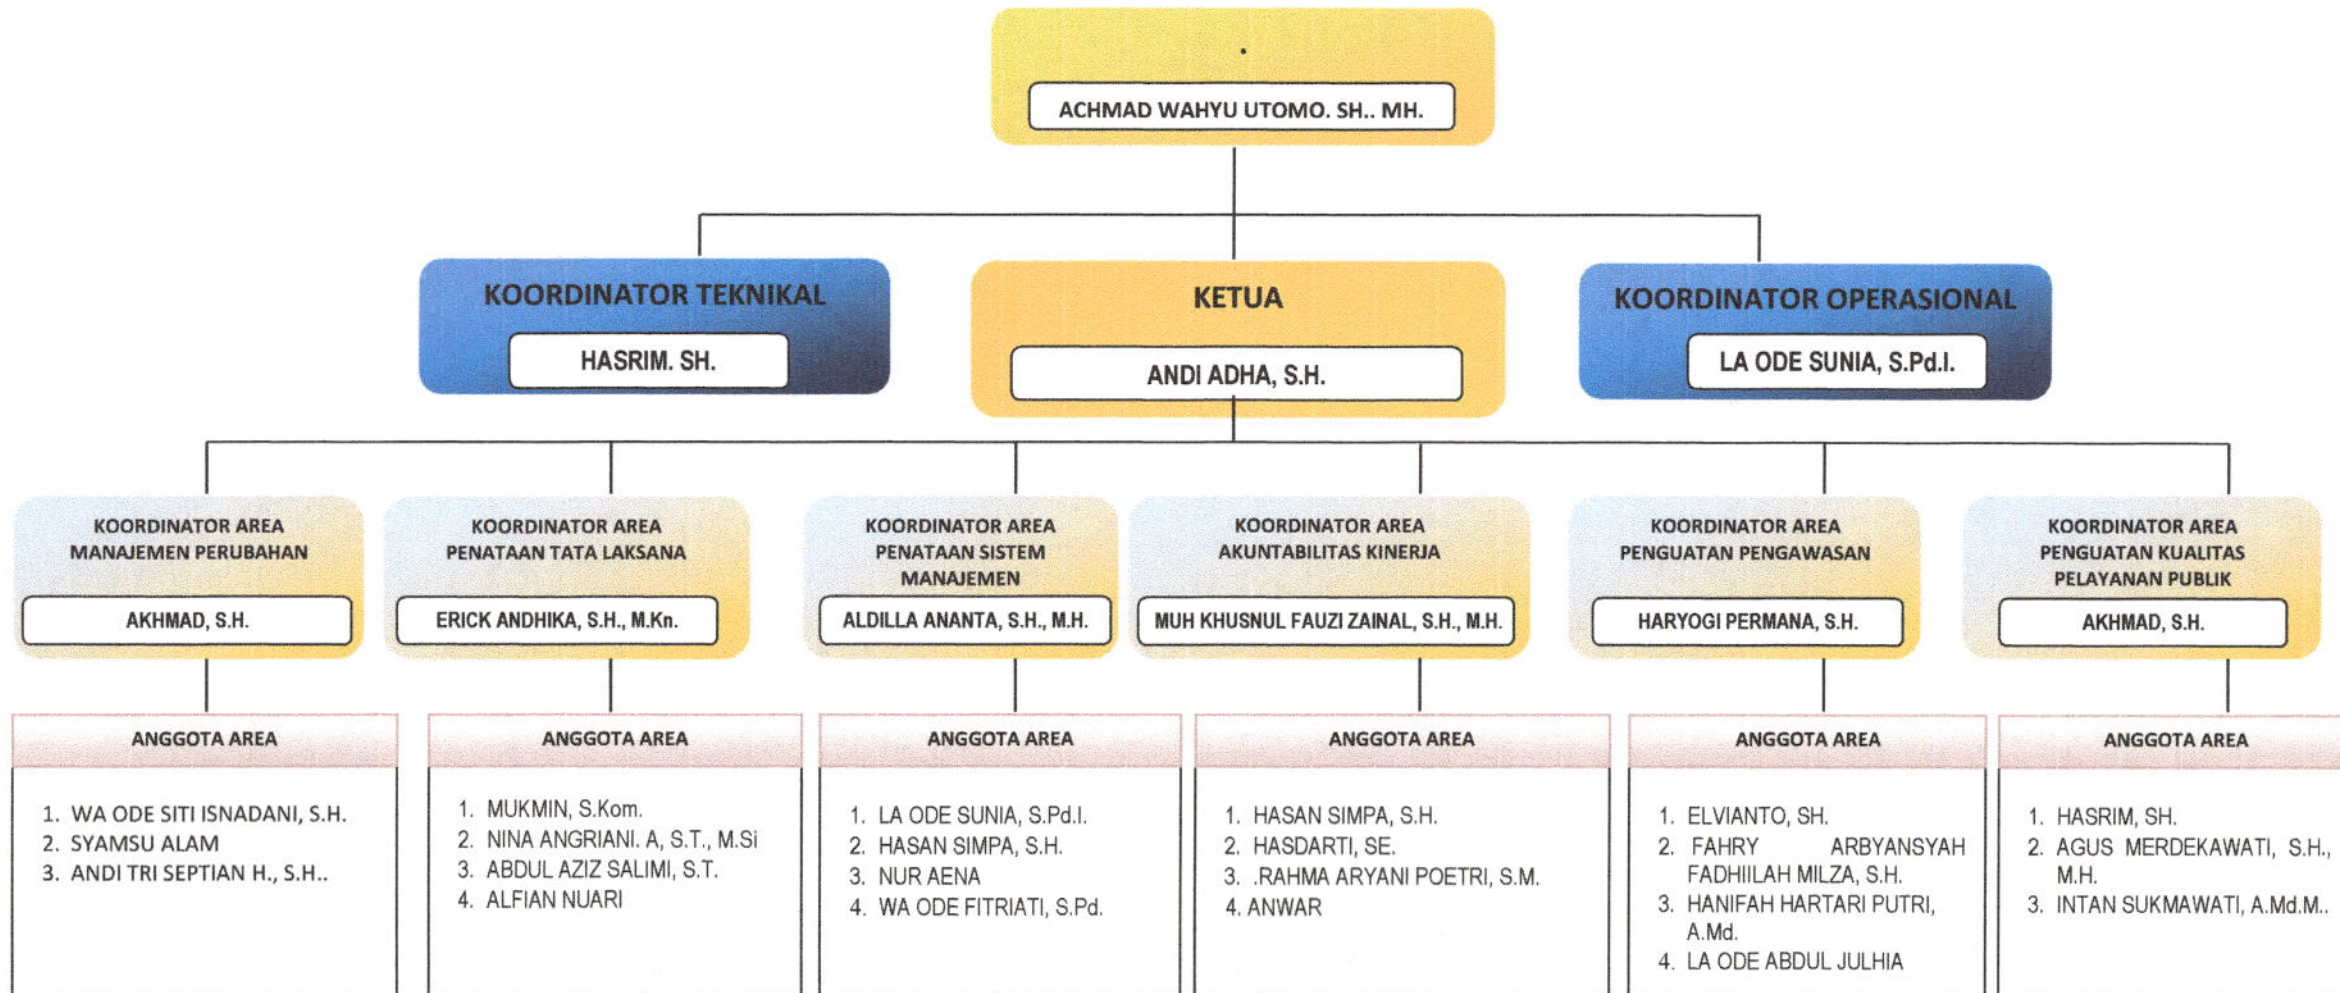 .
ACHMAD WAHYU UTOMO. SH.. MH.
KOORDINATOR TEKNIKAL
HASRIM. SH.
KETUA
ANDI ADHA, S.H.
KOORDINATOR OPERASIONAL
LA ODE SUNIA, S.Pd.I.
KOORDINATOR AREA
MANAJEMEN PERUBAHAN
AKHMAD, S.H.
KOORDINATOR AREA
PENATAAN TATA LAKSANA
ERICK ANDHIKA, S.H., M.Kn.
KOORDINATOR AREA
PENATAAN SISTEM
MANAJEMEN
ALDILLA ANANTA, S.H., M.H.
KOORDINATOR AREA
AKUNTABILITAS KINERJA
MUH KHUSNUL FAUZI ZAINAL, S.H., M.H.
KOORDINATOR AREA
PENGUATAN PENGAWASAN
HARYOGI PERMANA, S.H.
KOORDINATOR AREA
PENGUATAN KUALITAS
PELAYANAN PUBLIK
AKHMAD, S.H.
ANGGOTA AREA
1. WA ODE SITI ISNADANI, S.H.
2. SYAMSU ALAM
3. ANDI TRI SEPTIAN H., S.H..
ANGGOTA AREA
1. MUKMIN, S.Kom.
2. NINA ANGRIANI. A, S.T., M.Si
3. ABDUL AZIZ SALIMI, S.T.
4. ALFIAN NUARI
ANGGOTA AREA
1. LA ODE SUNIA, S.Pd.I.
2. HASAN SIMPA, S.H.
3. NUR AENA
4. WA ODE FITRIATI, S.Pd.
ANGGOTA AREA
1. HASAN SIMPA, S.H.
2. HASDARTI, SE.
3. .RAHMA ARYANI POETRI, S.M.
4. ANWAR
ANGGOTA AREA
1. ELVIANTO, SH.
2. FAHRY ARBYANSYAH
FADHIILAH MILZA, S.H.
3. HANIFAH HARTARI PUTRI,
A.Md.
4. LA ODE ABDUL JULHIA
ANGGOTA AREA
1. HASRIM, SH.
2. AGUS MERDEKAWATI, S.H.,
M.H.
3. INTAN SUKMAWATI, A.Md.M..